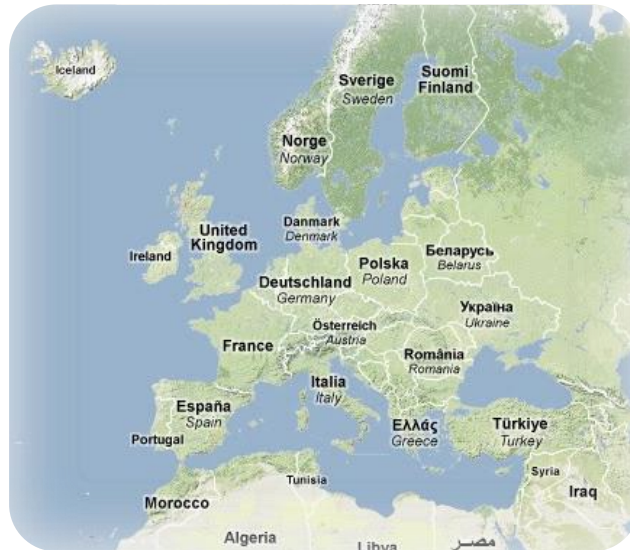 Iceland
Sverige
Sweden
Suomi
Finland
Norge
Norway
Danmark
Denmark
United
Kingdom
Ireland
Беларусь
Belarus
Polska
Poland
Deutschland
Germany
Україна
Ukraine
Österreich
Austria
France
România
Romania
Italia
Italy
España
Spain
Ελλάς
Greece
Türkiye
Turkey
Portugal
Syria
Tunisia
Iraq
Morocco
Algeria
Libya
مصر